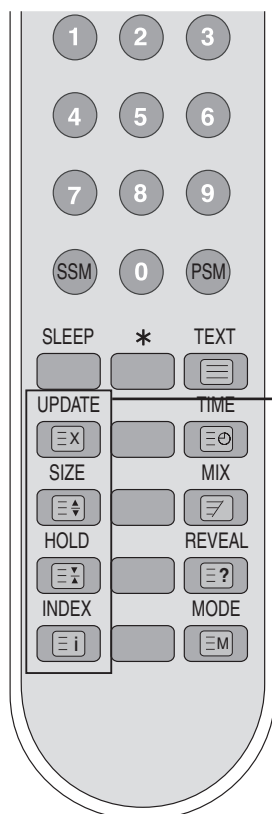 1 2 3
4 5 6
7 8 9
SSM 0 PSM
SLEEP * TEXT
UPDATE TIME
X
SIZE MIX
HOLD REVEAL
?
INDEX MODE
i M